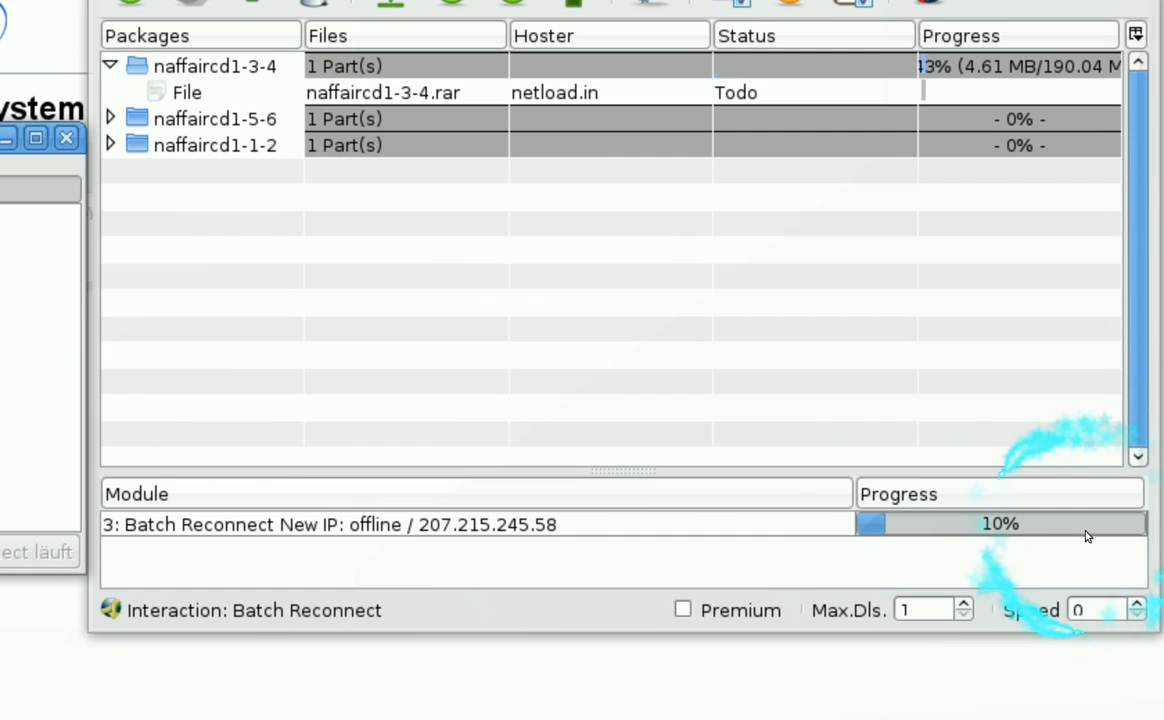 Packages Files Hoster Status Progress
naffaircd1-3-4 1 Part(s) 3% (4.61 MB/190.04 M
File naffaircd1-3-4.rar netload.in Todo
ystem
naffaircd1-5-6 1 Part(s) - 0% -
naffaircd1-1-2 1 Part(s) - 0% -
Module Progress
3: Batch Reconnect New IP: offline / 207.215.245.58 10%
ect läuft
Interaction: Batch Reconnect Premium Max.Dls. 1 Speed 0